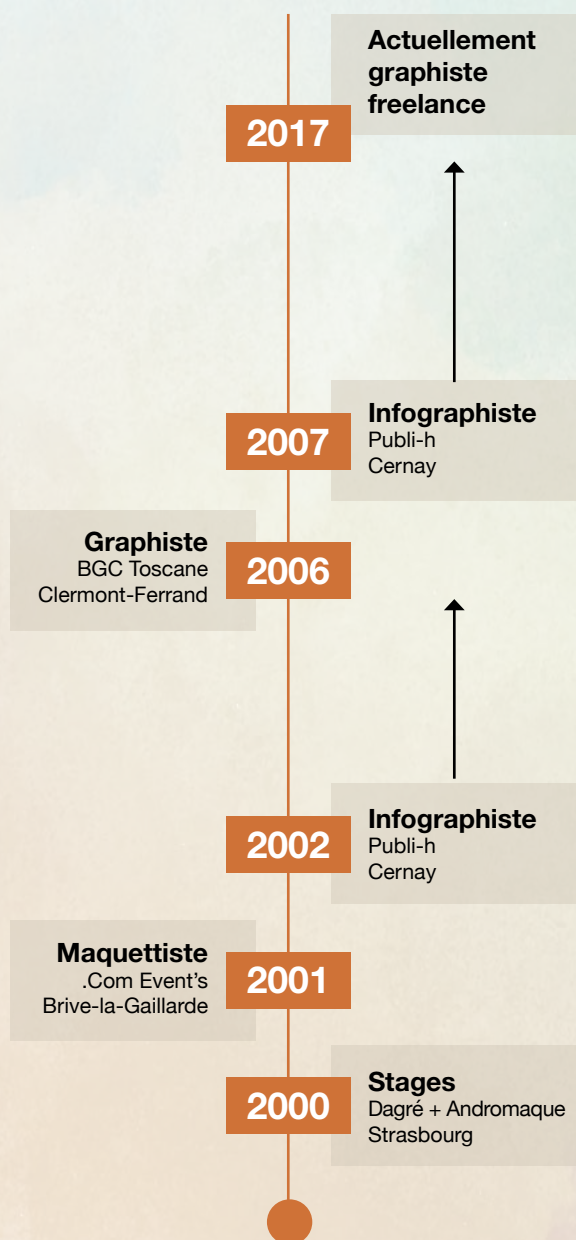 Actuellement
graphiste
freelance
2017
2007
Infographiste
Publi-h
Cernay
Graphiste
BGC Toscane
Clermont-Ferrand
2006
2002
Infographiste
Publi-h
Cernay
Maquettiste
.Com Event's
Brive-la-Gaillarde
2001
2000
Stages
Dagré + Andromaque
Strasbourg